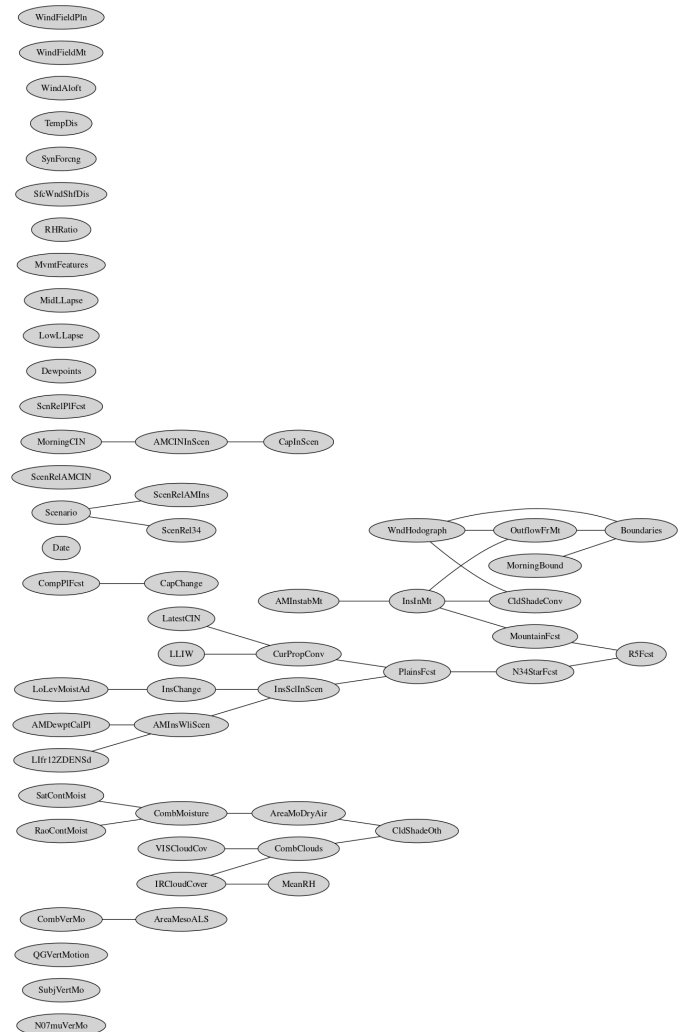 WindFieldPln
WindFieldMt
WindAloft
TempDis
SynForcng
SfcWndShfDis
RHRatio
MvmtFeatures
MidLLapse
LowLLapse
Dewpoints
ScnRelPlFcst
MorningCIN
AMCINInScen
CapInScen
ScenRelAMCIN
ScenRelAMIns
Scenario
ScenRel34
WndHodograph
OutflowFrMt
Boundaries
Date
MorningBound
CompPlFcst
CapChange
AMInstabMt
InsInMt
CldShadeConv
LatestCIN
MountainFcst
LLIW
CurPropConv
R5Fcst
PlainsFcst
N34StarFcst
LoLevMoistAd
InsChange
InsSclInScen
AMDewptCalPl
AMInsWliScen
LIfr12ZDENSd
SatContMoist
CombMoisture
AreaMoDryAir
RaoContMoist
CldShadeOth
VISCloudCov
CombClouds
IRCloudCover
MeanRH
CombVerMo
AreaMesoALS
QGVertMotion
SubjVertMo
N07muVerMo